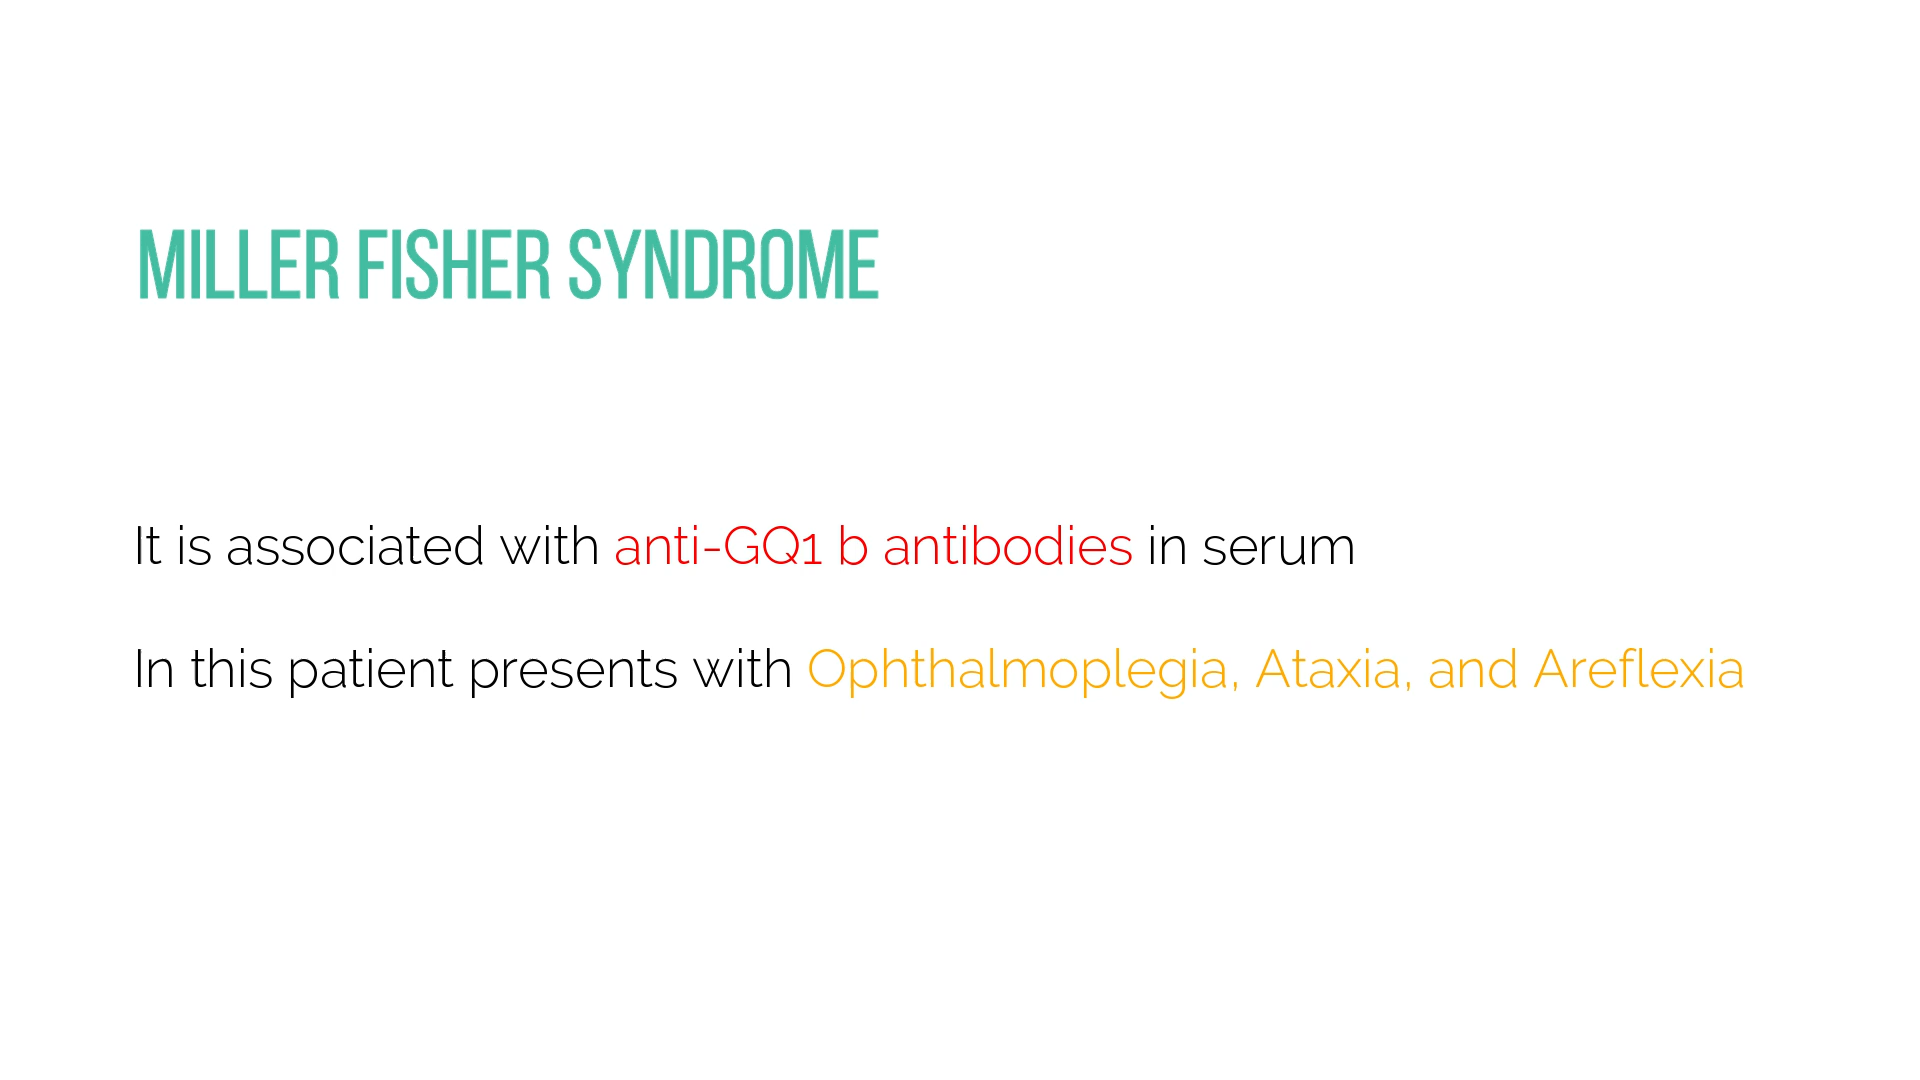 MILLER FISHER SYNDROME
It is associated with anti-GQ1 b antibodies in serum
In this patient presents with Ophthalmoplegia, Ataxia, and Areflexia